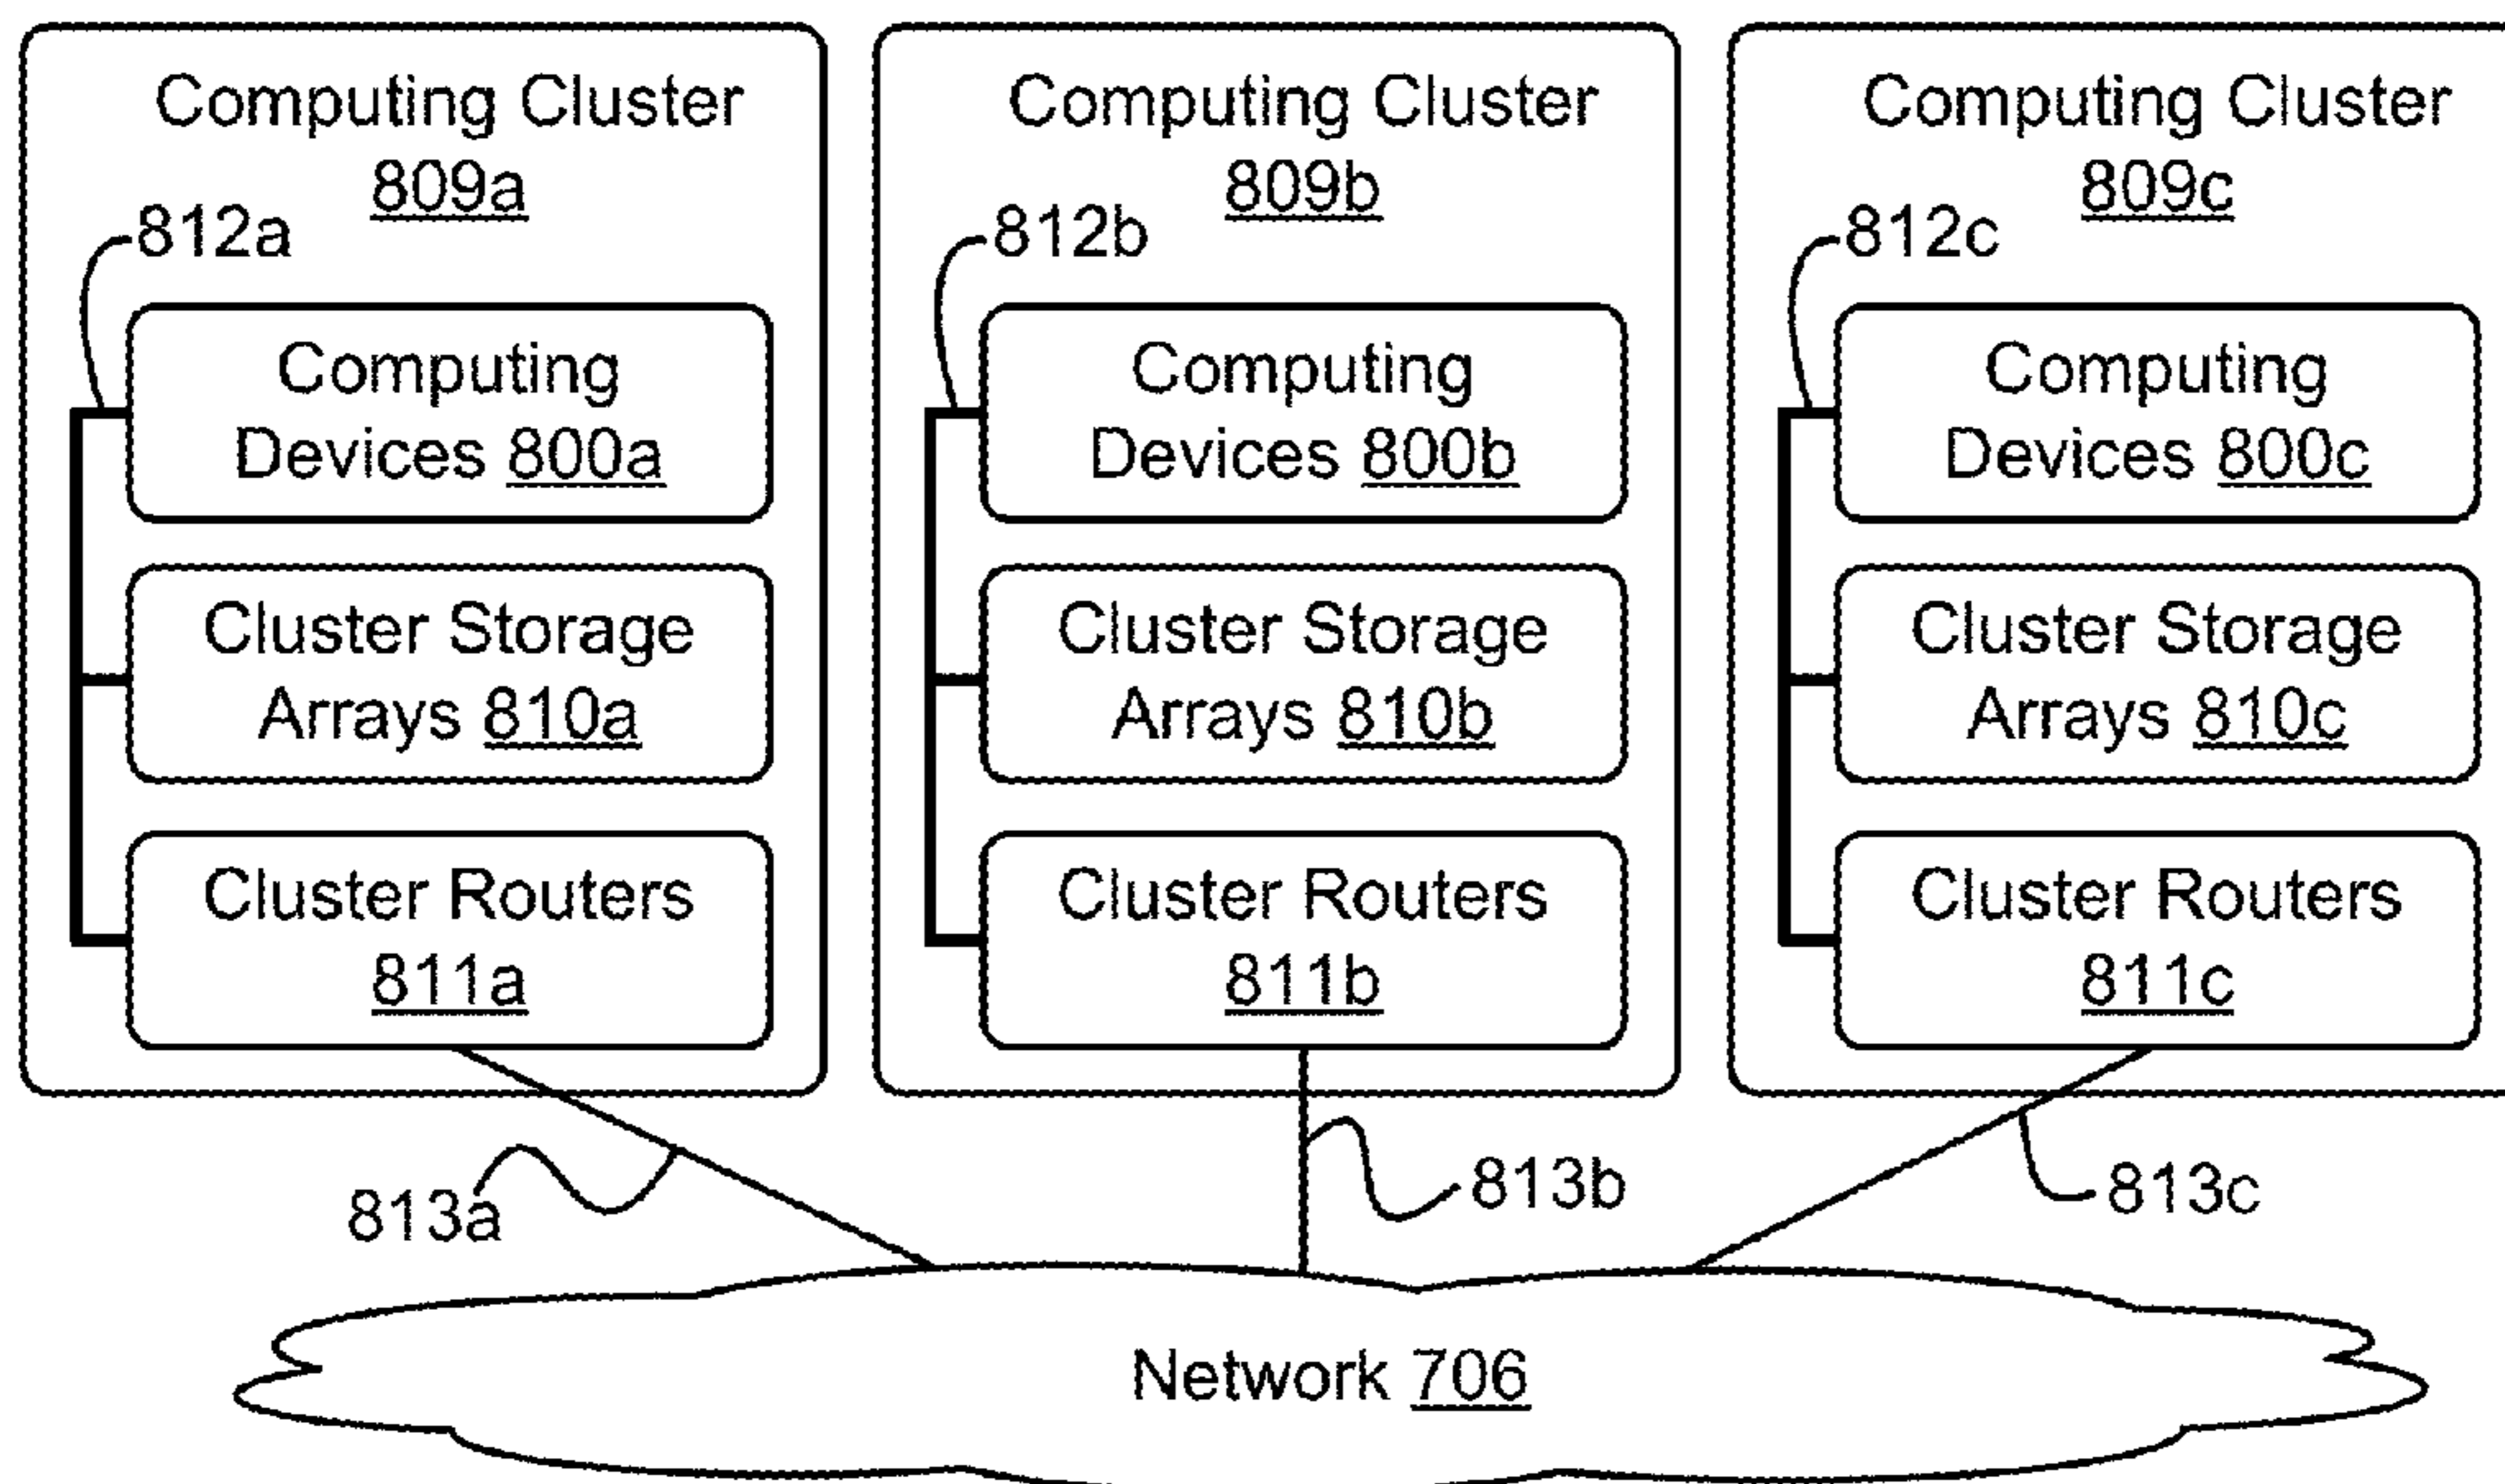 Computing Cluster
809a
812a
Computing
Devices 800a
Cluster Storage
Arrays 810a
Cluster Routers
811a
Computing Cluster
809b
812b
Computing
Devices 800b
Cluster Storage
Arrays 810b
Cluster Routers
811b
Computing Cluster
809c
812c
Computing
Devices 800c
Cluster Storage
Arrays 810c
Cluster Routers
811c
813a
813b
813c
Network 706